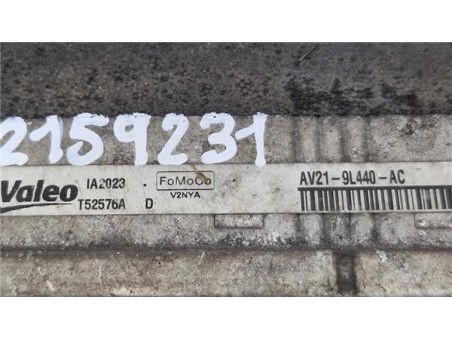 2159231
Valeo IA2023 . FoMoCo AV21-9L440-AC
T52576A D V2NYA